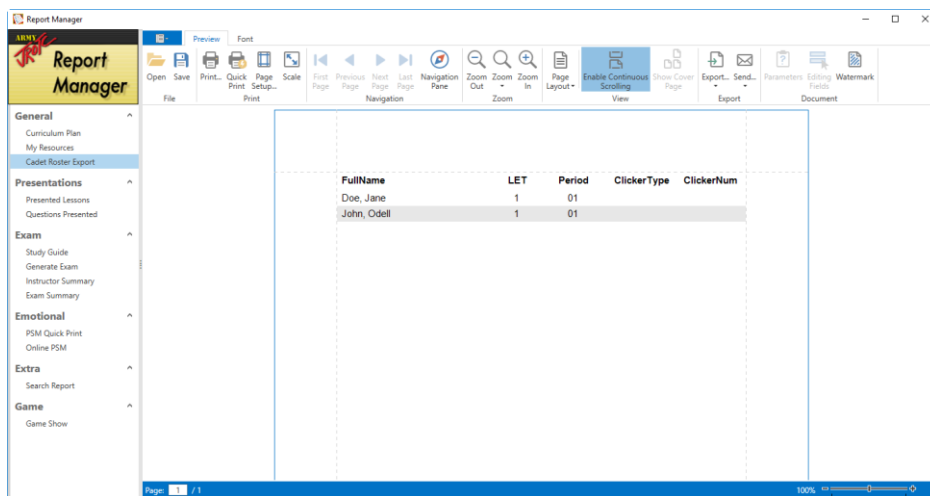 Report Manager
ARMY
JROTC
Report
Manager
General
Curriculum Plan
My Resources
Cadet Roster Export
Presentations
Presented Lessons
Questions Presented
Exam
Study Guide
Generate Exam
Instructor Summary
Exam Summary
Emotional
PSM Quick Print
Online PSM
Extra
Search Report
Game
Game Show
Preview Font
Open Save Print... Quick Print Page Setup... Scale First Page Previous Page Next Page Last Page Navigation Pane Zoom Out Zoom Zoom In Page Layout Enable Continuous Scrolling Show Cover Page Export... Send... Parameters Editing Fields Watermark
File Print Navigation Zoom View Export Document
FullName LET Period ClickerType ClickerNum
Doe, Jane 1 01
John, Odell 1 01
Page: 1 / 1 100%